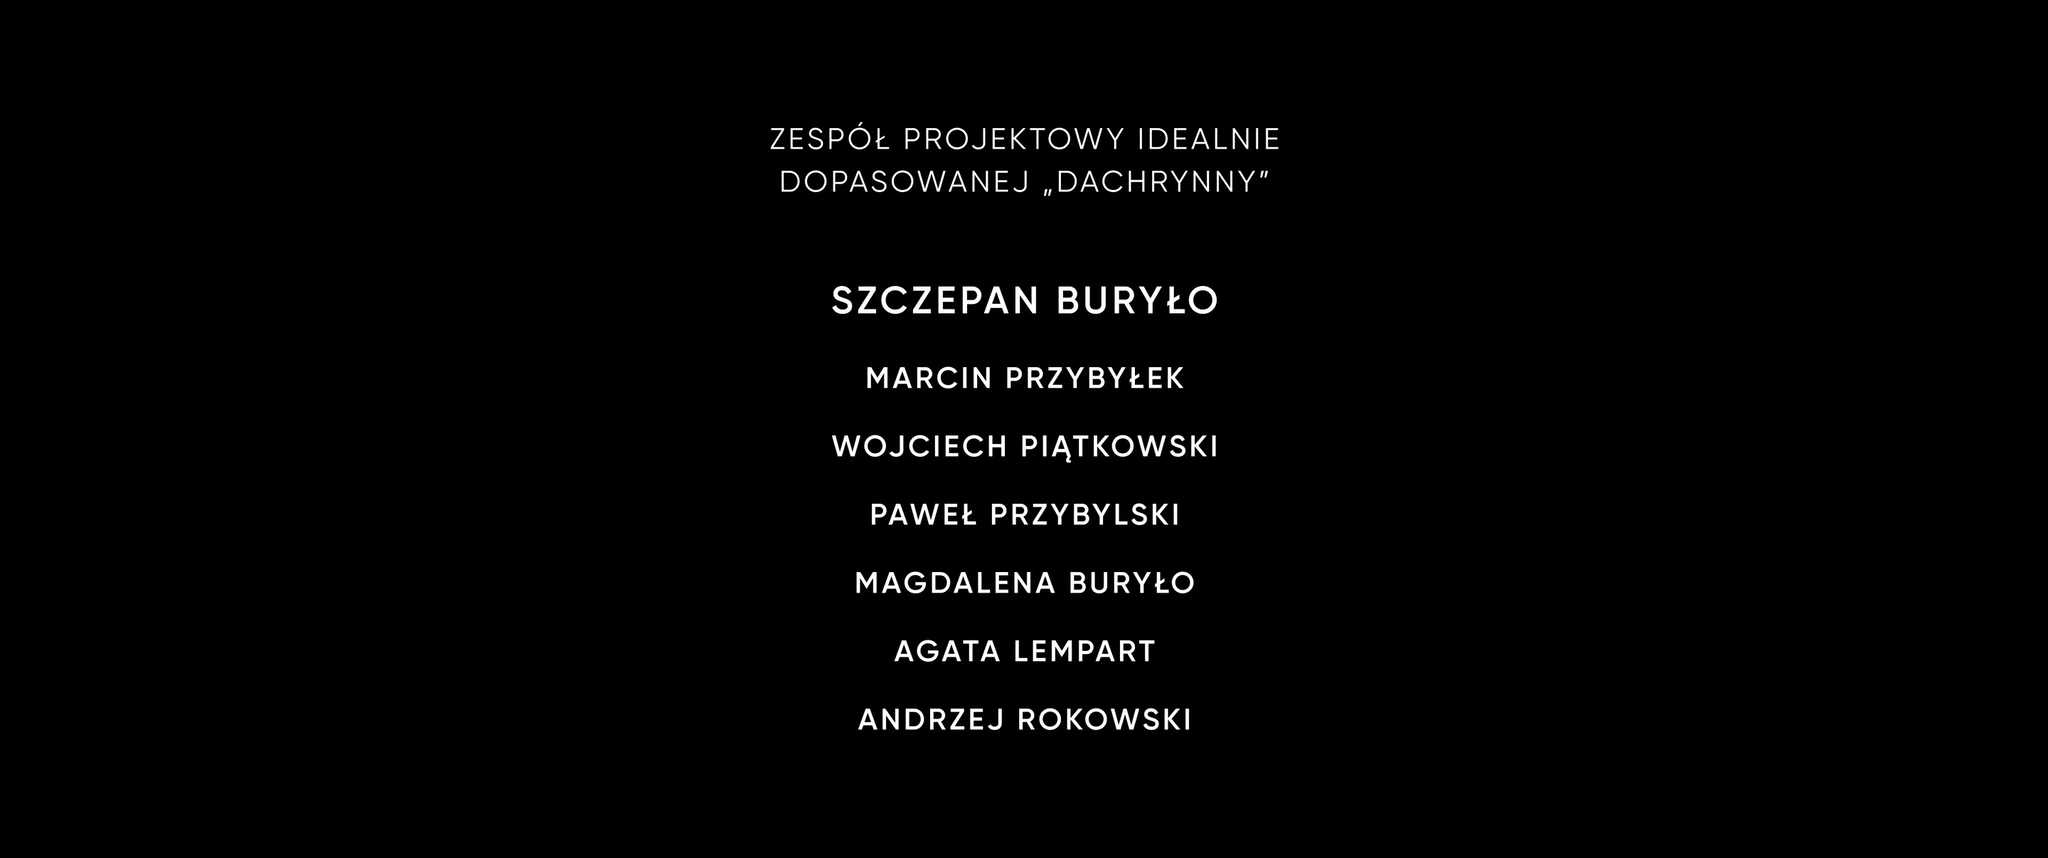 ZESPÓŁ PROJEKTOWY IDEALNIE
DOPASOWANEJ „DACHRYNNY”
SZCZEPAN BURYŁO
MARCIN PRZYBYŁEK
WOJCIECH PIĄTKOWSKI
PAWEŁ PRZYBYLSKI
MAGDALENA BURYŁO
AGATA LEMPART
ANDRZEJ ROKOWSKI